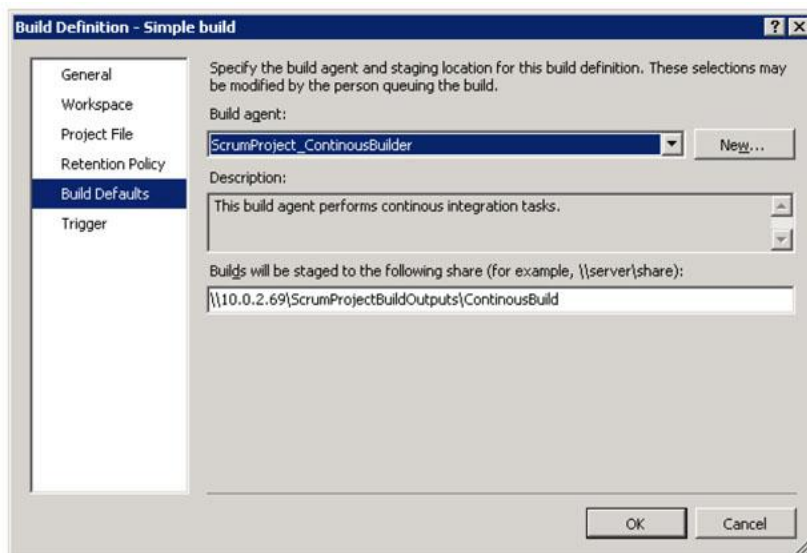 Build Definition - Simple build
General
Workspace
Project File
Retention Policy
Build Defaults
Trigger
Specify the build agent and staging location for this build definition. These selections may
be modified by the person queuing the build.
Build agent:
ScrumProject_ContinousBuilder
New...
Description:
This build agent performs continous integration tasks.
Builds will be staged to the following share (for example, \\server\share):
\\10.0.2.69\ScrumProjectBuildOutputs\ContinousBuild
OK
Cancel